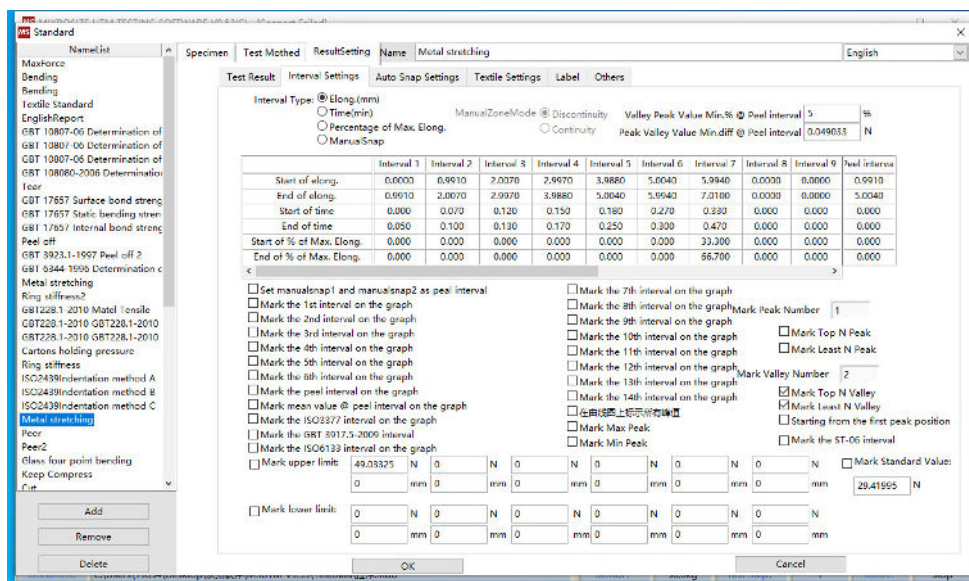 MS Standard
NameList
MaxForce
Bending
Bending
Textile Standard
EnglishReport
GBT 10807-06 Determination of
GBT 10807-06 Determination of
GBT 10807-06 Determination of
GBT 108080-2006 Determination
Tear
GBT 17657 Surface bond streng
GBT 17657 Static bending stren
GBT 17657 Internal bond streng
Peel off
GBT 3923.1-1997 Peel off 2
GBT 6344-1996 Determination c
Metal stretching
Ring stiffness2
GBT228.1-2010 Matel Tensile
GBT228.1-2010 GBT228.1-2010
GBT228.1-2010 GBT228.1-2010
Cartons holding pressure
Ring stiffness
ISO2439Indentation method A
ISO2439Indentation method B
ISO2439Indentation method C
Metal stretching
Peer
Peer2
Glass four point bending
Keep Compress
Cut
Add
Remove
Delete
Specimen Test Mothed ResultSetting Name Metal stretching English
Test Result Interval Settings Auto Snap Settings Textile Settings Label Others
Interval Type: Elong.(mm)
Time(min)
Percentage of Max. Elong.
ManualSnap
ManualZoneMode Discontinuity
Continuity
Valley Peak Value Min.% @ Peel interval 5 %
Peak Valley Value Min.diff @ Peel interval 0.049033 N
Interval 1 Interval 2 Interval 3 Interval 4 Interval 5 Interval 6 Interval 7 Interval 8 Interval 9 Peel interva
Start of elong. 0.0000 0.9910 2.0070 2.9970 3.9880 5.0040 5.9940 0.0000 0.0000 0.9910
End of elong. 0.9910 2.0070 2.9970 3.9880 5.0040 5.9940 7.0100 0.0000 0.0000 5.0040
Start of time 0.000 0.070 0.120 0.150 0.180 0.270 0.330 0.000 0.000 0.000
End of time 0.050 0.100 0.130 0.170 0.250 0.300 0.470 0.000 0.000 0.000
Start of % of Max. Elong. 0.000 0.000 0.000 0.000 0.000 0.000 33.300 0.000 0.000 0.000
End of % of Max. Elong. 0.000 0.000 0.000 0.000 0.000 0.000 66.700 0.000 0.000 0.000
Set manualsnap1 and manualsnap2 as peal interval
Mark the 1st interval on the graph
Mark the 2nd interval on the graph
Mark the 3rd interval on the graph
Mark the 4th interval on the graph
Mark the 5th interval on the graph
Mark the 6th interval on the graph
Mark the peel interval on the graph
Mark mean value @ peel interval on the graph
Mark the ISO3377 interval on the graph
Mark the GBT 3917.5-2009 interval
Mark the ISO6133 interval on the graph
Mark the 7th interval on the graph
Mark the 8th interval on the graph
Mark the 9th interval on the graph
Mark the 10th interval on the graph
Mark the 11th interval on the graph
Mark the 12th interval on the graph
Mark the 13th interval on the graph
Mark the 14th interval on the graph
在曲线图上标示所有峰值
Mark Max Peak
Mark Min Peak
Mark Peak Number 1
Mark Top N Peak
Mark Least N Peak
Mark Valley Number 2
Mark Top N Valley
Mark Least N Valley
Starting from the first peak position
Mark the ST-06 interval
Mark upper limit: 49.03325 N 0 N 0 N 0 N 0 N 0 N
0 mm 0 mm 0 mm 0 mm 0 mm 0 mm
Mark Standard Value:
29.41995 N
Mark lower limit: 0 N 0 N 0 N 0 N 0 N 0 N
0 mm 0 mm 0 mm 0 mm 0 mm 0 mm
OK Cancel